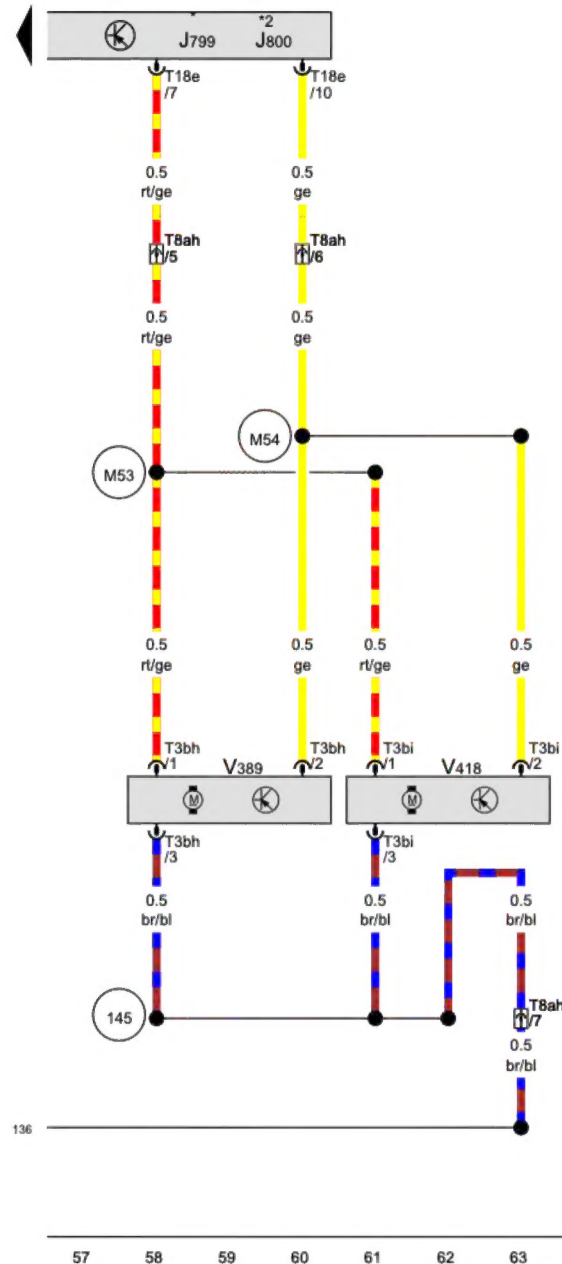 * *2
J799 J800
T18e T18e
/7 /10
0.5 0.5
rt/ge ge
T8ah T8ah
/5 /6
0.5 0.5
rt/ge ge
M54
M53
0.5 0.5 0.5 0.5
rt/ge ge rt/ge ge
T3bh T3bh T3bi T3bi
/1 V389 /2 /1 V418 /2
M M
T3bh T3bi
/3 /3
0.5 0.5 0.5
br/bl br/bl br/bl
145 T8ah
/7
0.5
br/bl
136
57 58 59 60 61 62 63